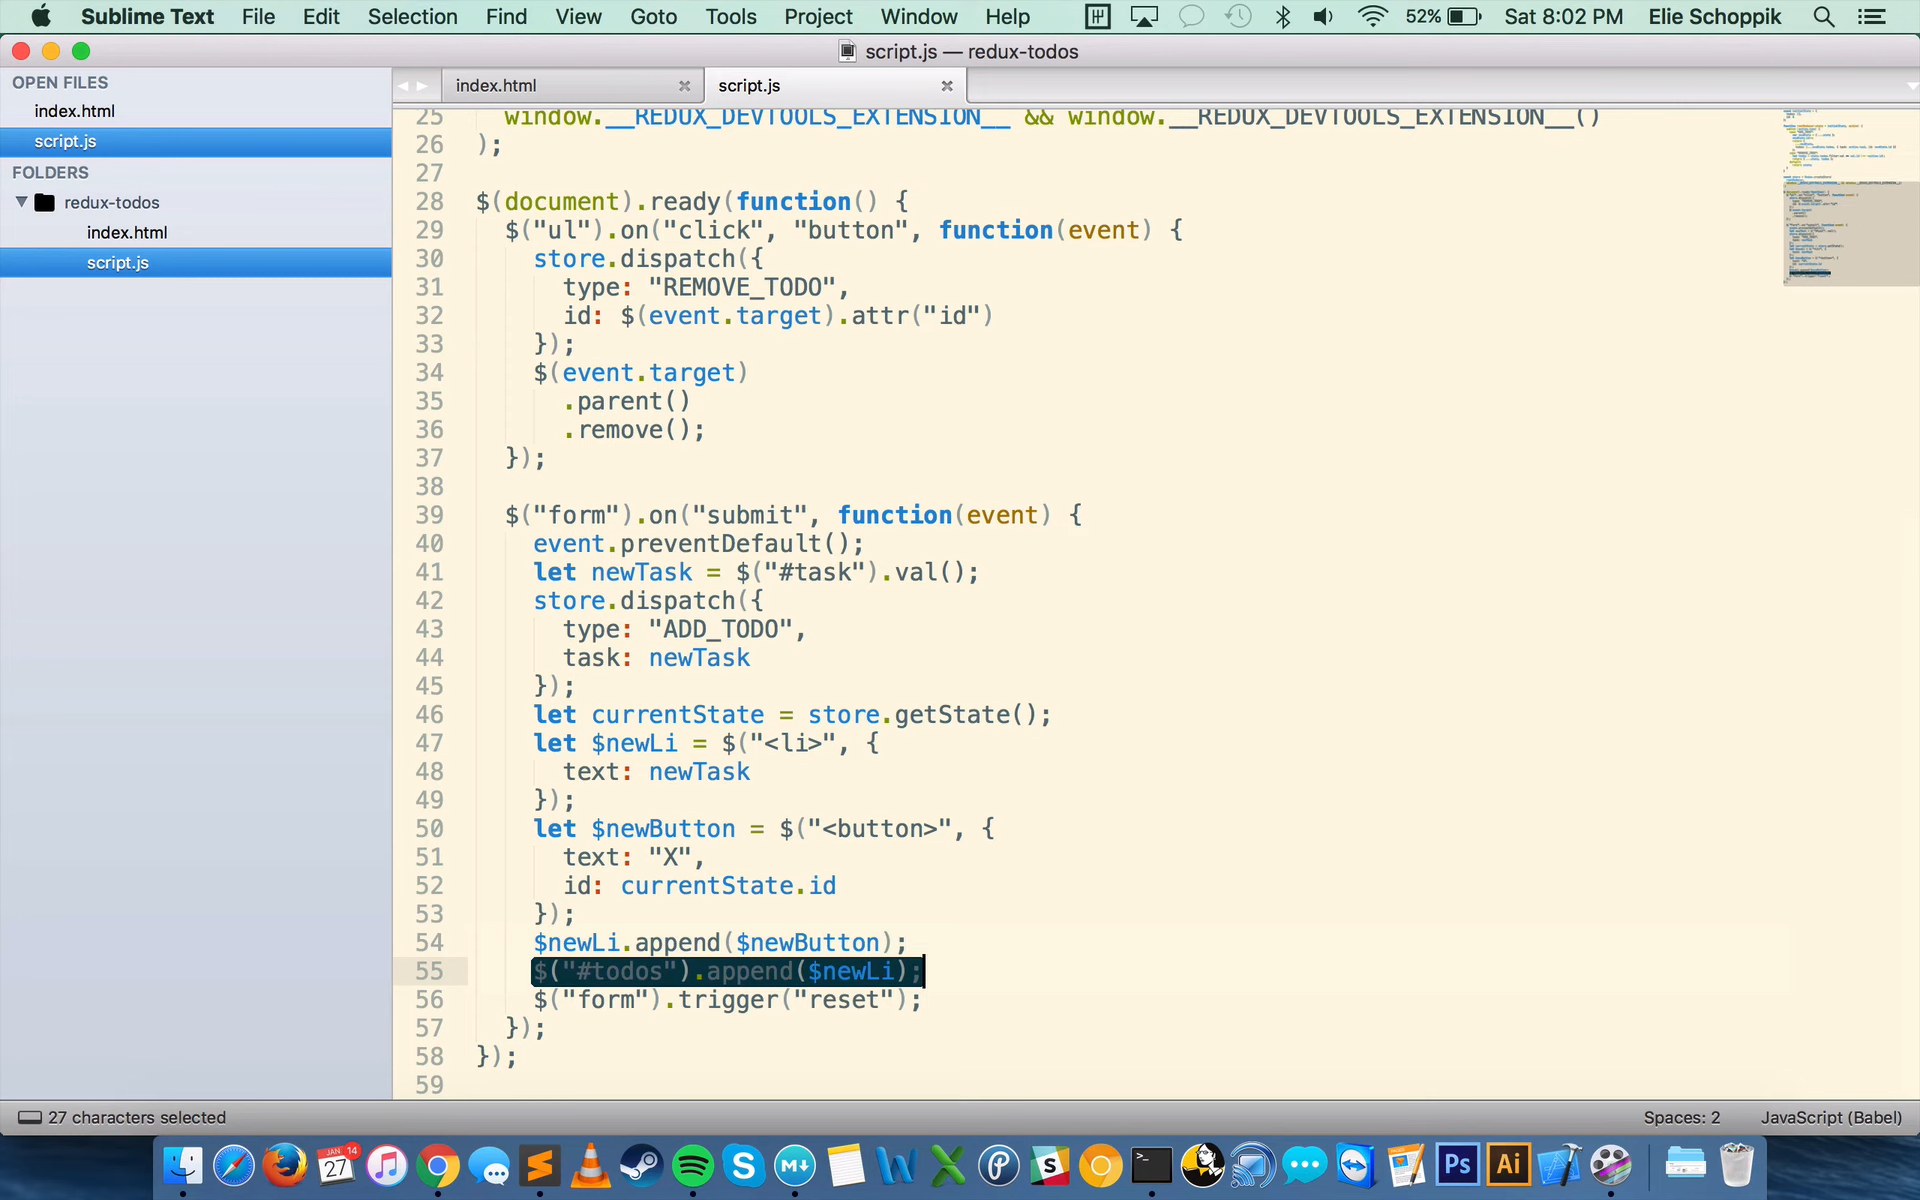 Sublime Text File Edit Selection Find View Goto Tools Project Window Help 52% Sat 8:02 PM Elie Schoppik
script.js — redux-todos
OPEN FILES
index.html
script.js
FOLDERS
redux-todos
index.html
script.js
index.html script.js
25 window.__REDUX_DEVTOOLS_EXTENSION__ && window.__REDUX_DEVTOOLS_EXTENSION__()
26 );
27
28 $(document).ready(function() {
29 $("ul").on("click", "button", function(event) {
30 store.dispatch({
31 type: "REMOVE_TODO",
32 id: $(event.target).attr("id")
33 });
34 $(event.target)
35 .parent()
36 .remove();
37 });
38
39 $("form").on("submit", function(event) {
40 event.preventDefault();
41 let newTask = $("#task").val();
42 store.dispatch({
43 type: "ADD_TODO",
44 task: newTask
45 });
46 let currentState = store.getState();
47 let $newLi = $("<li>", {
48 text: newTask
49 });
50 let $newButton = $("<button>", {
51 text: "X",
52 id: currentState.id
53 });
54 $newLi.append($newButton);
55 $("#todos").append($newLi);
56 $("form").trigger("reset");
57 });
58 });
59
27 characters selected Spaces: 2 JavaScript (Babel)
JAN 14
27
Ps
Ai